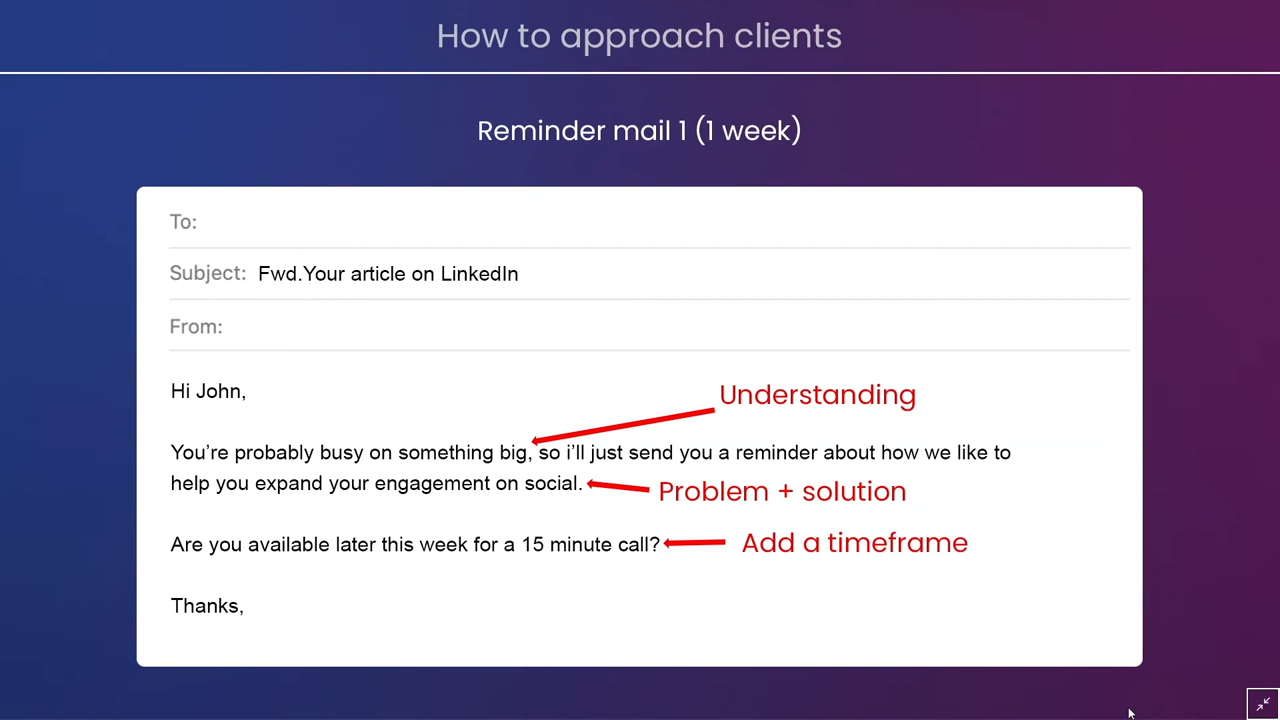 How to approach clients
Reminder mail 1 (1 week)
To:
Subject: Fwd.Your article on LinkedIn
From:
Hi John,
Understanding
You're probably busy on something big, so i'll just send you a reminder about how we like to
help you expand your engagement on social.
Problem + solution
Are you available later this week for a 15 minute call?
Add a timeframe
Thanks,